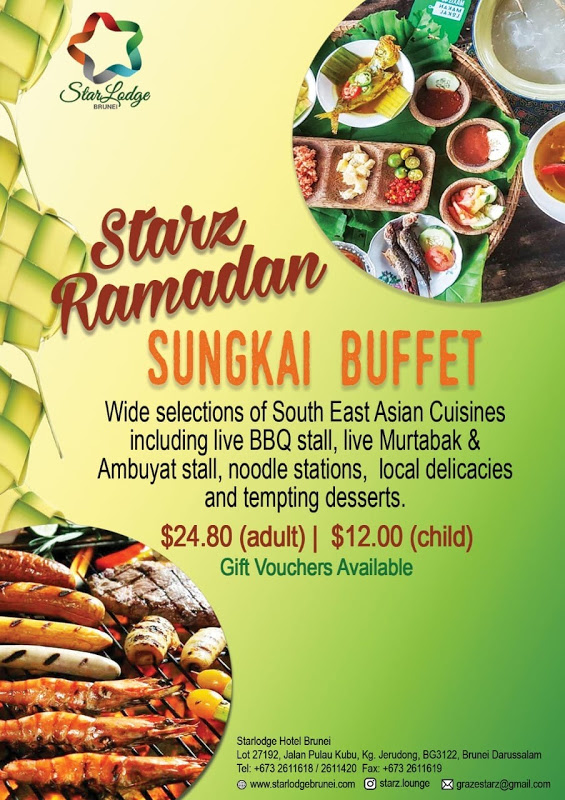 StarLodge
BRUNEI
Starz
Ramadan
SUNGKAI BUFFET
Wide selections of South East Asian Cuisines
including live BBQ stall, live Murtabak &
Ambuyat stall, noodle stations, local delicacies
and tempting desserts.
$24.80 (adult) | $12.00 (child)
Gift Vouchers Available
Starlodge Hotel Brunei
Lot 27192, Jalan Pulau Kubu, Kg. Jerudong, BG3122, Brunei Darussalam
Tel: +673 2611618 / 2611420 Fax: +673 2611619
www.starlodgebrunei.com starz.lounge grazestarz@gmail.com